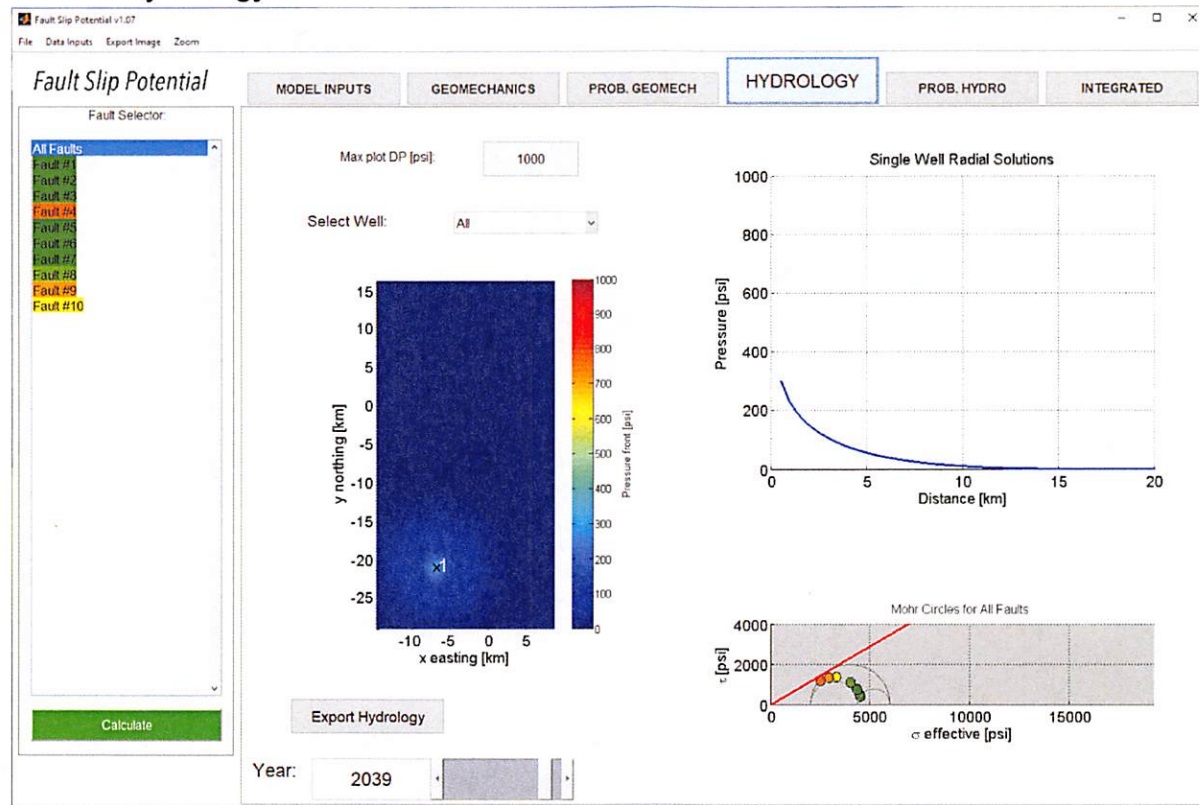 Fault Slip Potential v1.07
File Data Inputs Export Image Zoom
Fault Slip Potential
MODEL INPUTS
GEOMECHANICS
PROB. GEOMECH
HYDROLOGY
PROB. HYDRO
INTEGRATED
Fault Selector:
All Faults
Fault #1
Fault #2
Fault #3
Fault #4
Fault #5
Fault #6
Fault #7
Fault #8
Fault #9
Fault #10
Calculate
Max plot DP [psi]: 1000
Select Well: All
15
10
5
0
-5
-10
-15
-20
-25
y northing [km]
x1
-10 -5 0 5
x easting [km]
1000
900
800
700
600
500
400
300
200
100
0
Pressure front [psi]
Export Hydrology
Year: 2039
Single Well Radial Solutions
1000
800
600
400
200
0
Pressure [psi]
0 5 10 15 20
Distance [km]
Mohr Circles for All Faults
4000
2000
0
τ [psi]
0 5000 10000 15000
σ effective [psi]